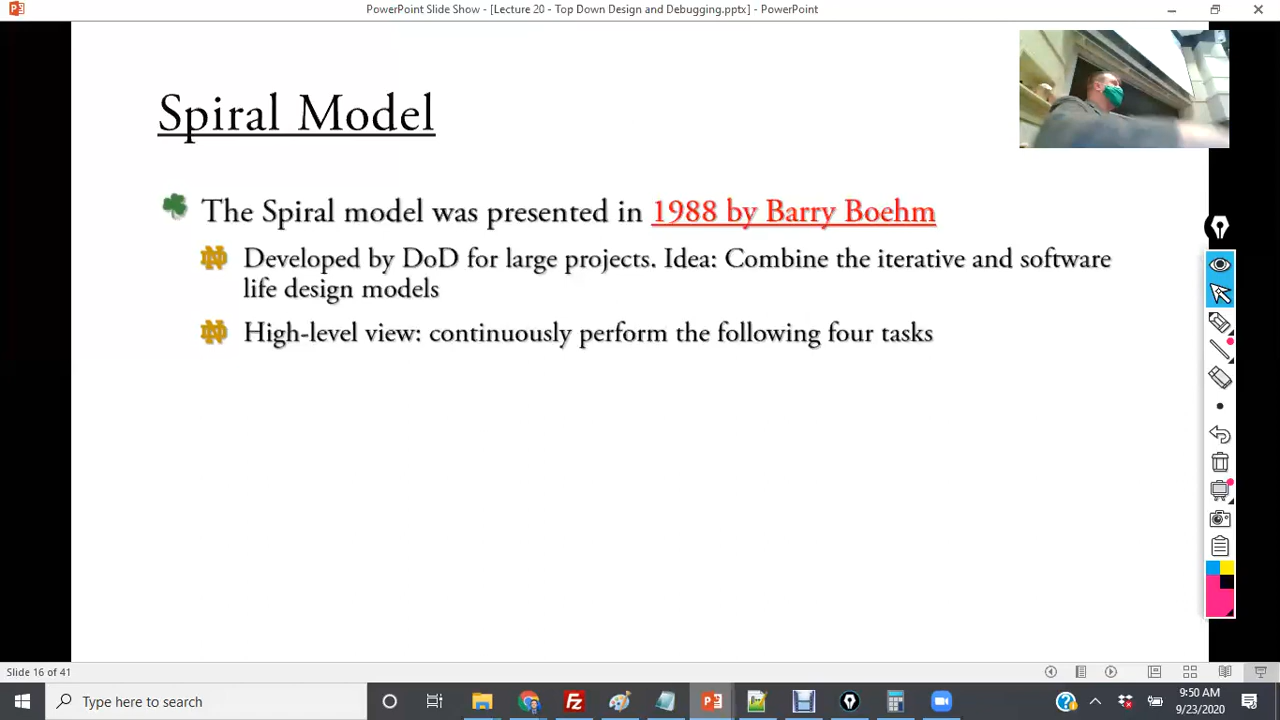 PowerPoint Slide Show - [Lecture 20 - Top Down Design and Debugging.pptx] - PowerPoint
Spiral Model
The Spiral model was presented in 1988 by Barry Boehm
Developed by DoD for large projects. Idea: Combine the iterative and software
life design models
High-level view: continuously perform the following four tasks
Slide 16 of 41
Type here to search
9:50 AM
9/23/2020